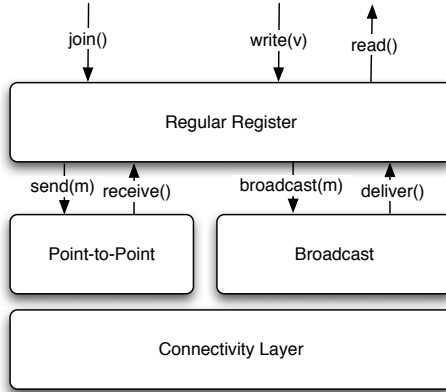 join() write(v) read()
Regular Register
send(m) receive() broadcast(m) deliver()
Point-to-Point Broadcast
Connectivity Layer